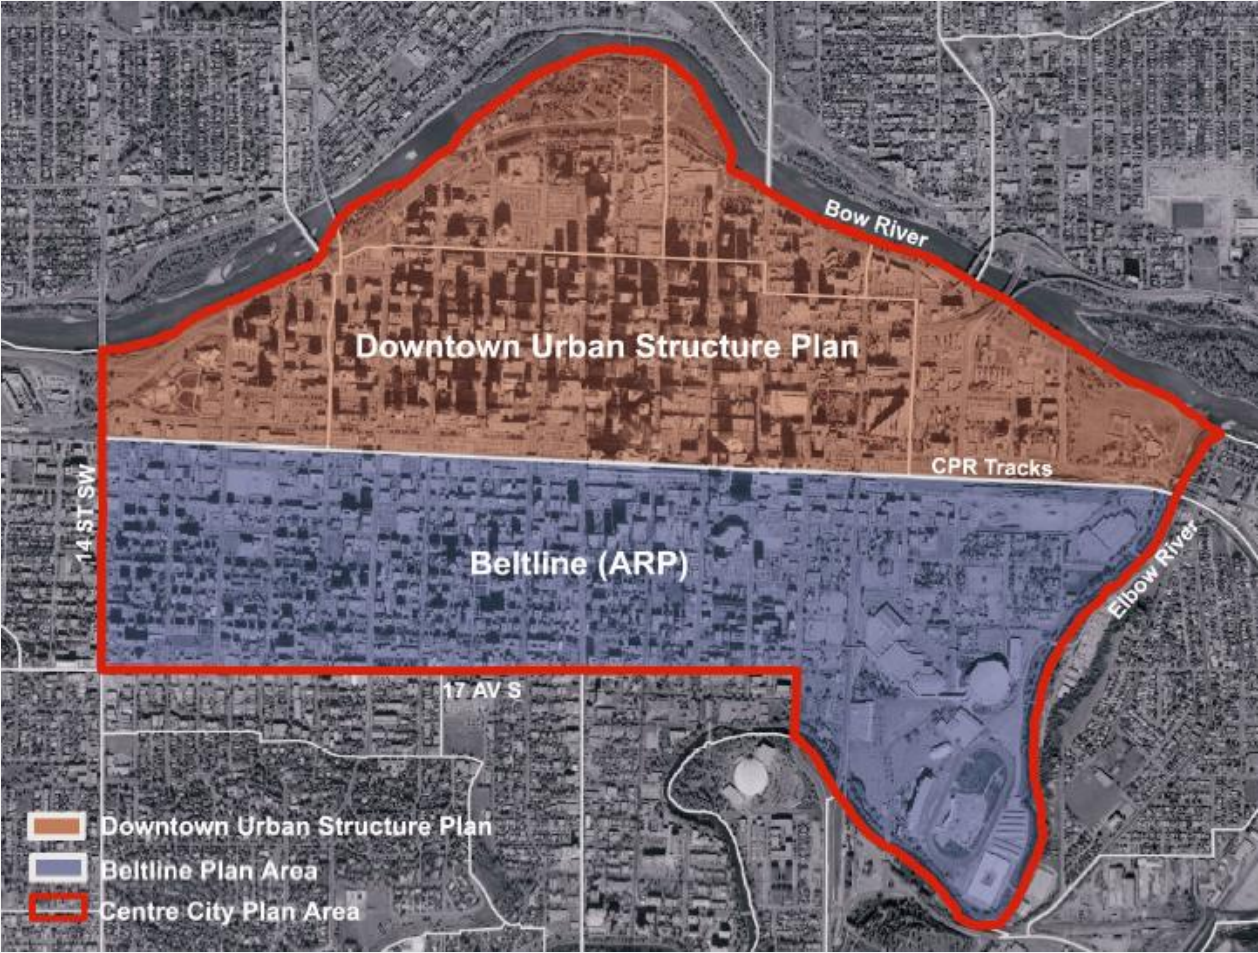 Bow River
Downtown Urban Structure Plan
CPR Tracks
14 ST SW
Beltline (ARP)
Elbow River
17 AV S
Downtown Urban Structure Plan
Beltline Plan Area
Centre City Plan Area